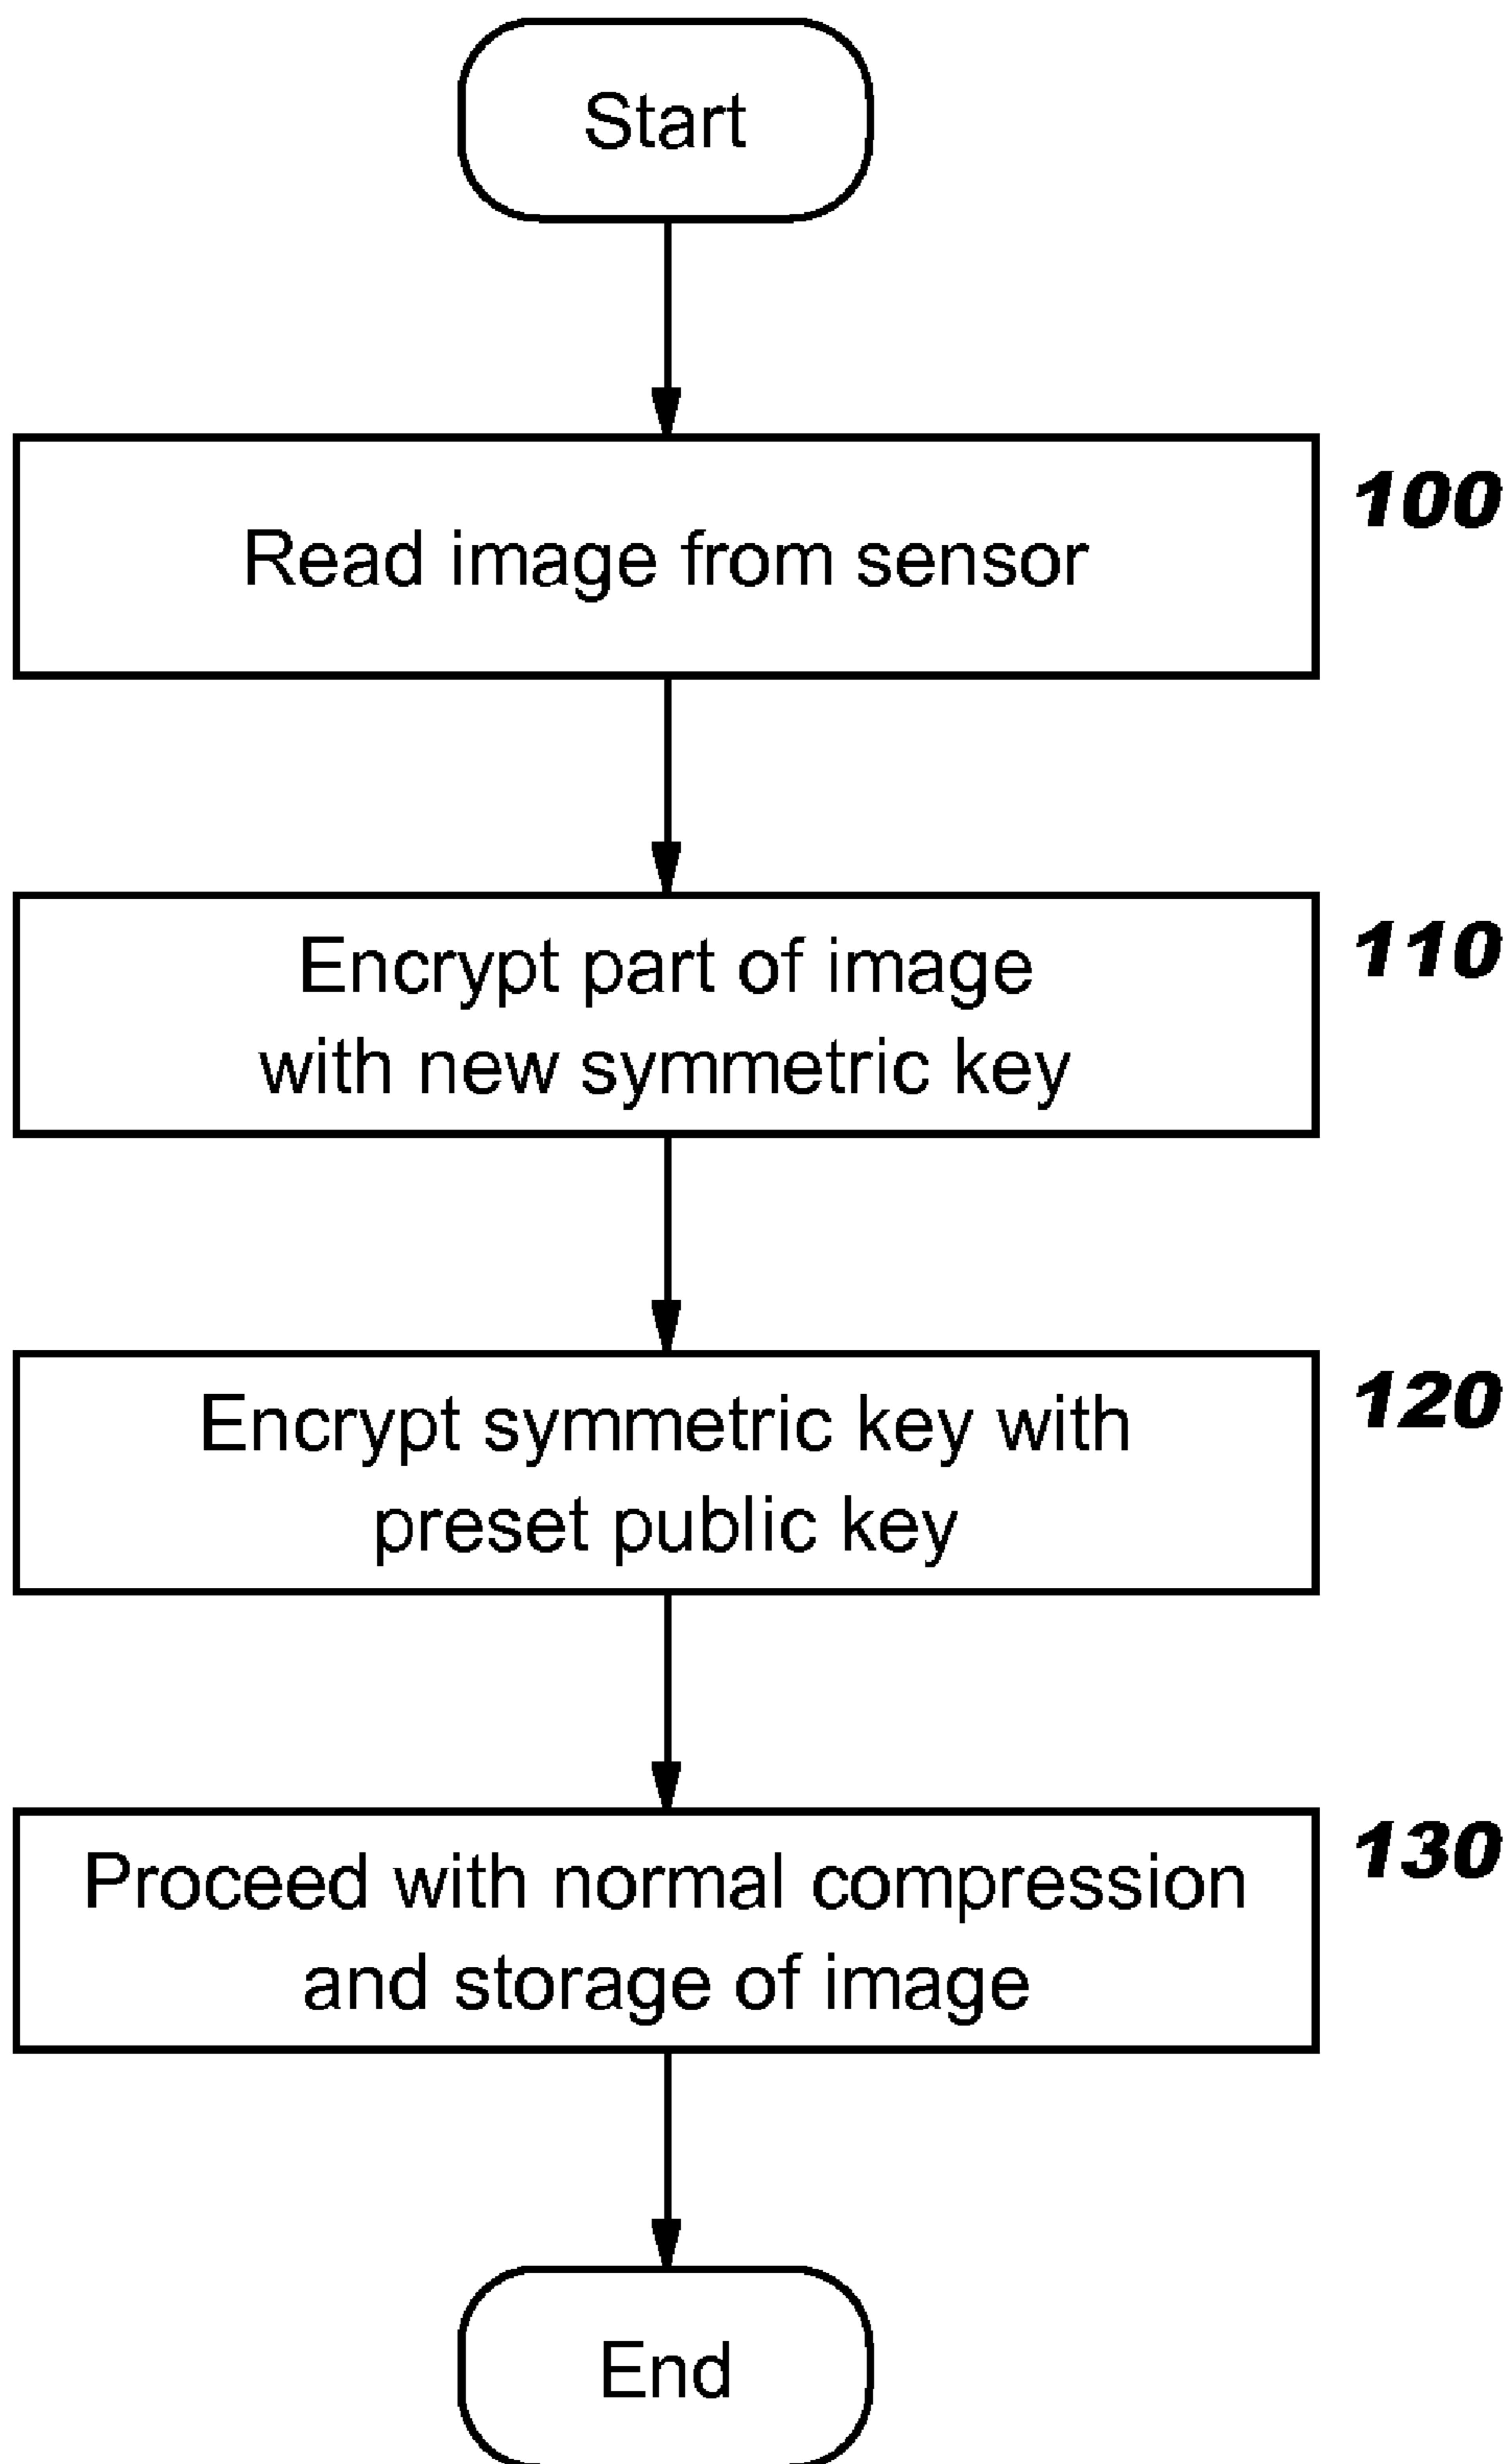 Start
Read image from sensor
100
Encrypt part of image
with new symmetric key
110
Encrypt symmetric key with
preset public key
120
Proceed with normal compression
and storage of image
130
End